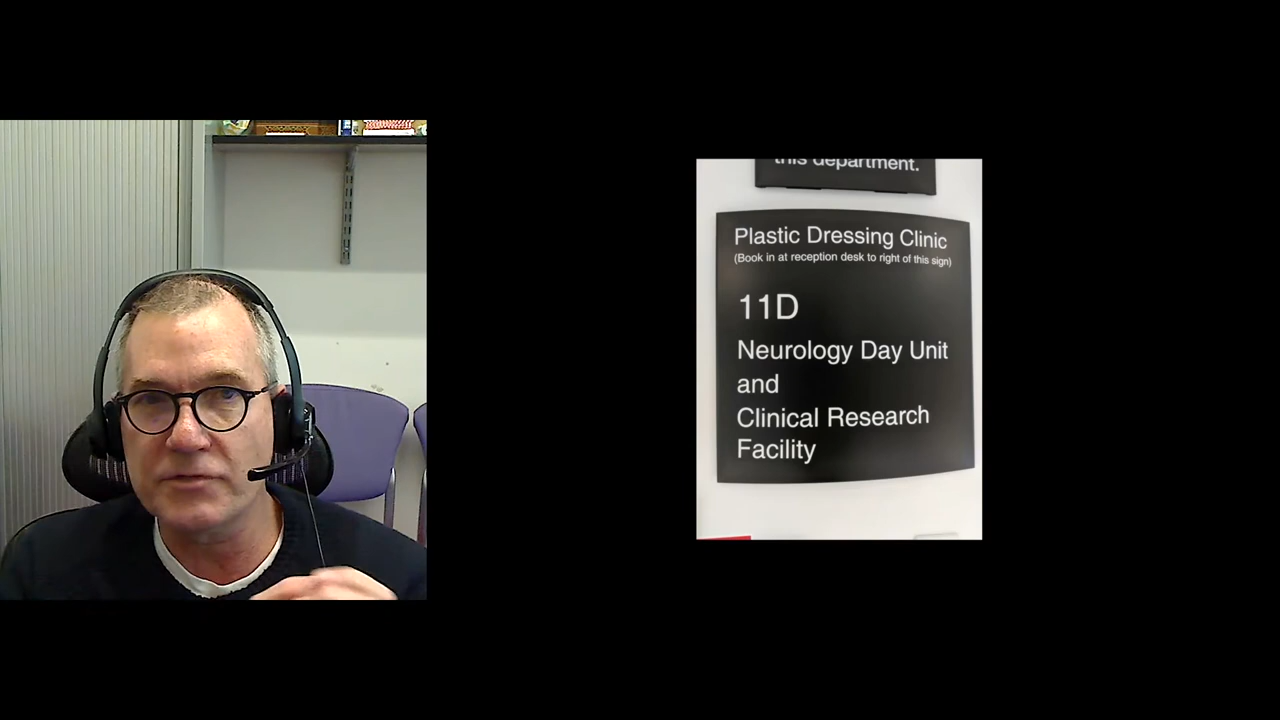 this department.
Plastic Dressing Clinic
(Book in at reception desk to right of this sign)
11D
Neurology Day Unit
and
Clinical Research
Facility